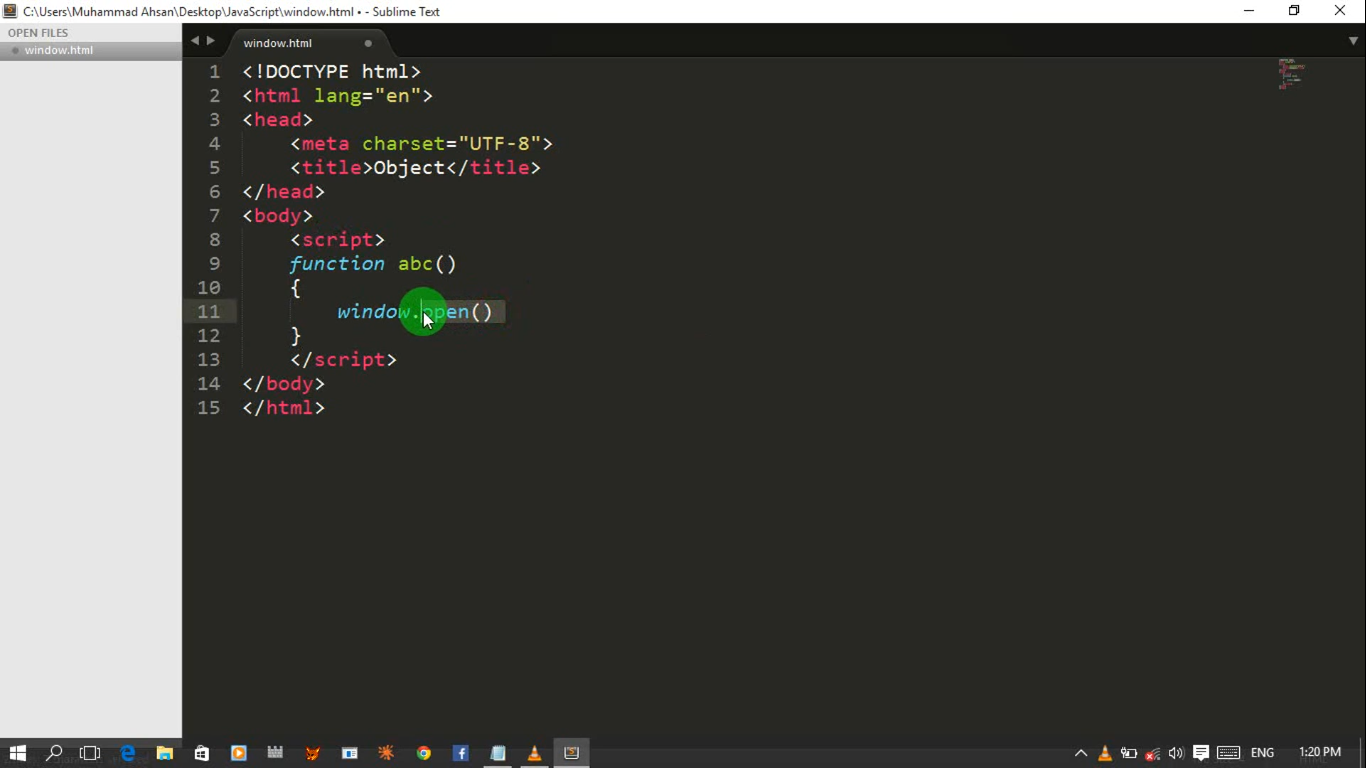 C:\Users\Muhammad Ahsan\Desktop\JavaScript\window.html • - Sublime Text
OPEN FILES
window.html
window.html
1 <!DOCTYPE html>
2 <html lang="en">
3 <head>
4     <meta charset="UTF-8">
5     <title>Object</title>
6 </head>
7 <body>
8     <script>
9     function abc()
10     {
11         window.open()
12     }
13     </script>
14 </body>
15 </html>
ENG
1:20 PM